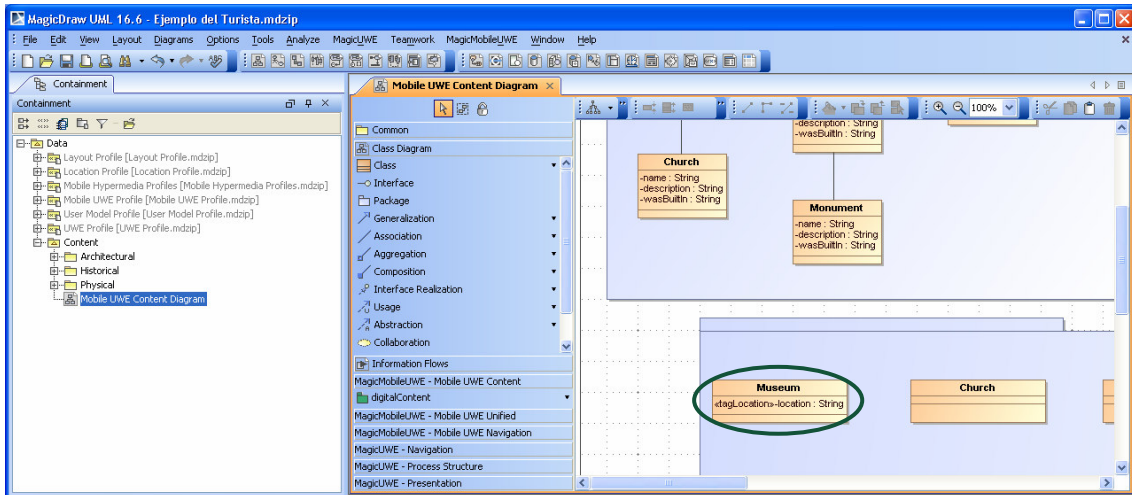 MagicDraw UML 16.6 - Ejemplo del Turista.mdzip
File Edit View Layout Diagrams Options Tools Analyze MagicUWE Teamwork MagicMobileUWE Window Help
Containment
Containment
Data
Layout Profile [Layout Profile.mdzip]
Location Profile [Location Profile.mdzip]
Mobile Hypermedia Profiles [Mobile Hypermedia Profiles.mdzip]
Mobile UWE Profile [Mobile UWE Profile.mdzip]
User Model Profile [User Model Profile.mdzip]
UWE Profile [UWE Profile.mdzip]
Content
Architectural
Historical
Physical
Mobile UWE Content Diagram
Mobile UWE Content Diagram
100%
Common
Class Diagram
Class
Interface
Package
Generalization
Association
Aggregation
Composition
Interface Realization
Usage
Abstraction
Collaboration
Information Flows
MagicMobileUWE - Mobile UWE Content
digitalContent
MagicMobileUWE - Mobile UWE Unified
MagicMobileUWE - Mobile UWE Navigation
MagicUWE - Navigation
MagicUWE - Process Structure
MagicUWE - Presentation
-description : String
-wasBuiltIn : String
Church
-name : String
-description : String
-wasBuiltIn : String
Monument
-name : String
-description : String
-wasBuiltIn : String
Museum
«tagLocation»-location : String
Church